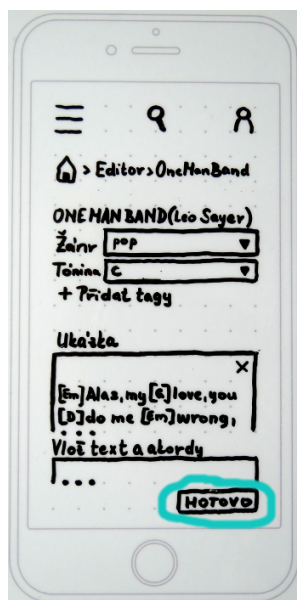 > Editor > OneManBand
ONE MAN BAND (Leo Sayer)
Žánr pop
Tónina C
+ Přidat tagy
Ukázka
X
[Em]Alas, my [G]love, you
[D]do me [Em]wrong,
...
Vlož text a akordy
...
HOTOVO